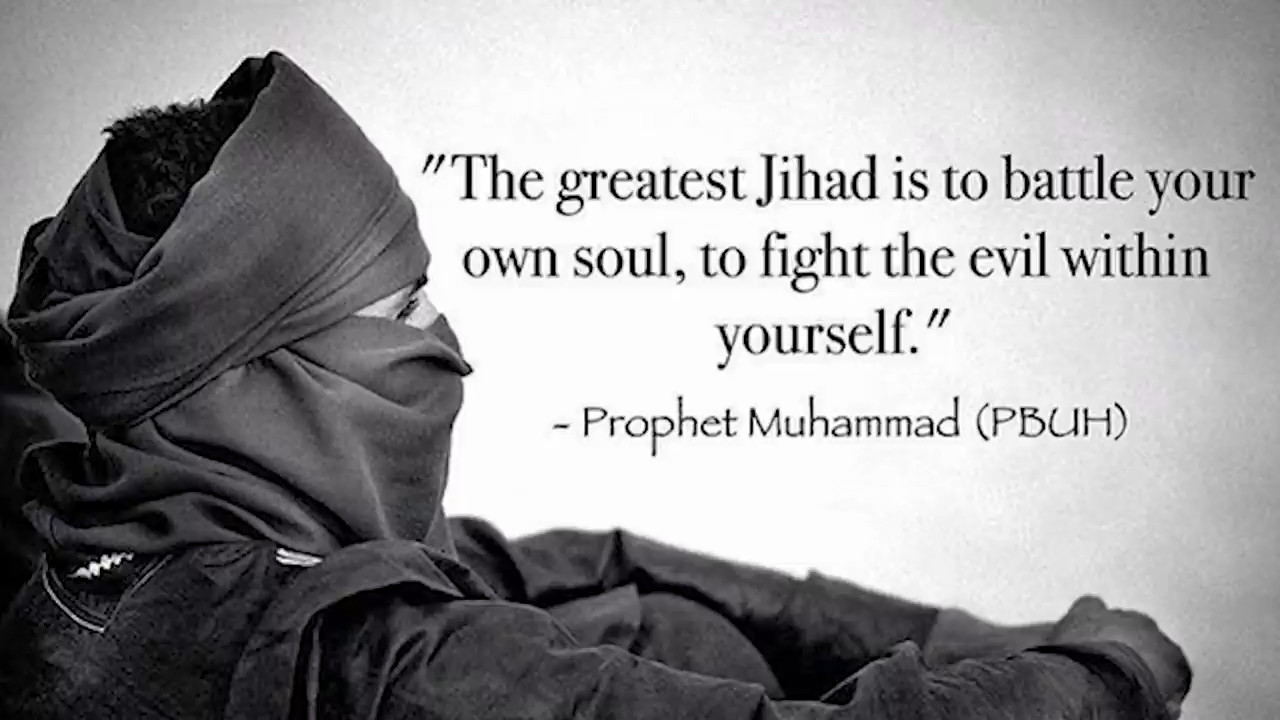 "The greatest Jihad is to battle your
own soul, to fight the evil within
yourself."
- Prophet Muhammad (PBUH)